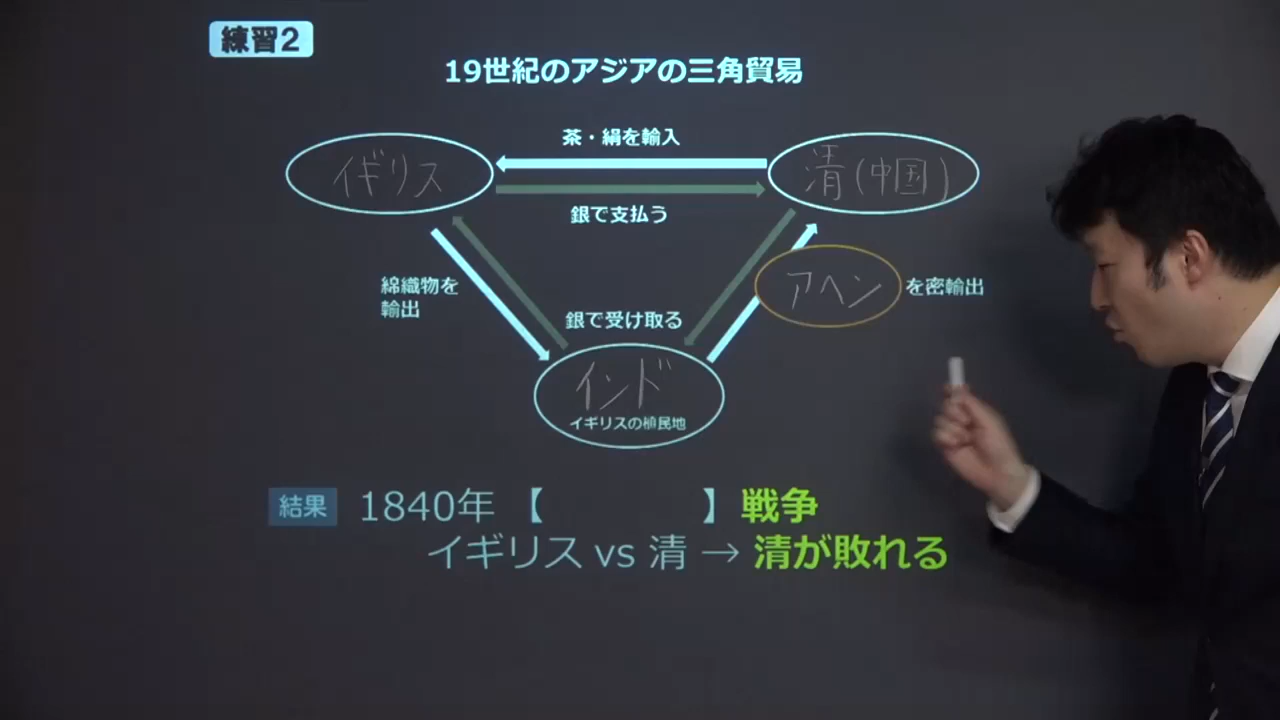 練習2
19世紀のアジアの三角貿易
茶・絹を輸入
イギリス
清(中国)
銀で支払う
綿織物を
輸出
アヘン
を密輸出
銀で受け取る
インド
イギリスの植民地
結果 1840年 【 】 戦争
イギリス vs 清 → 清が敗れる